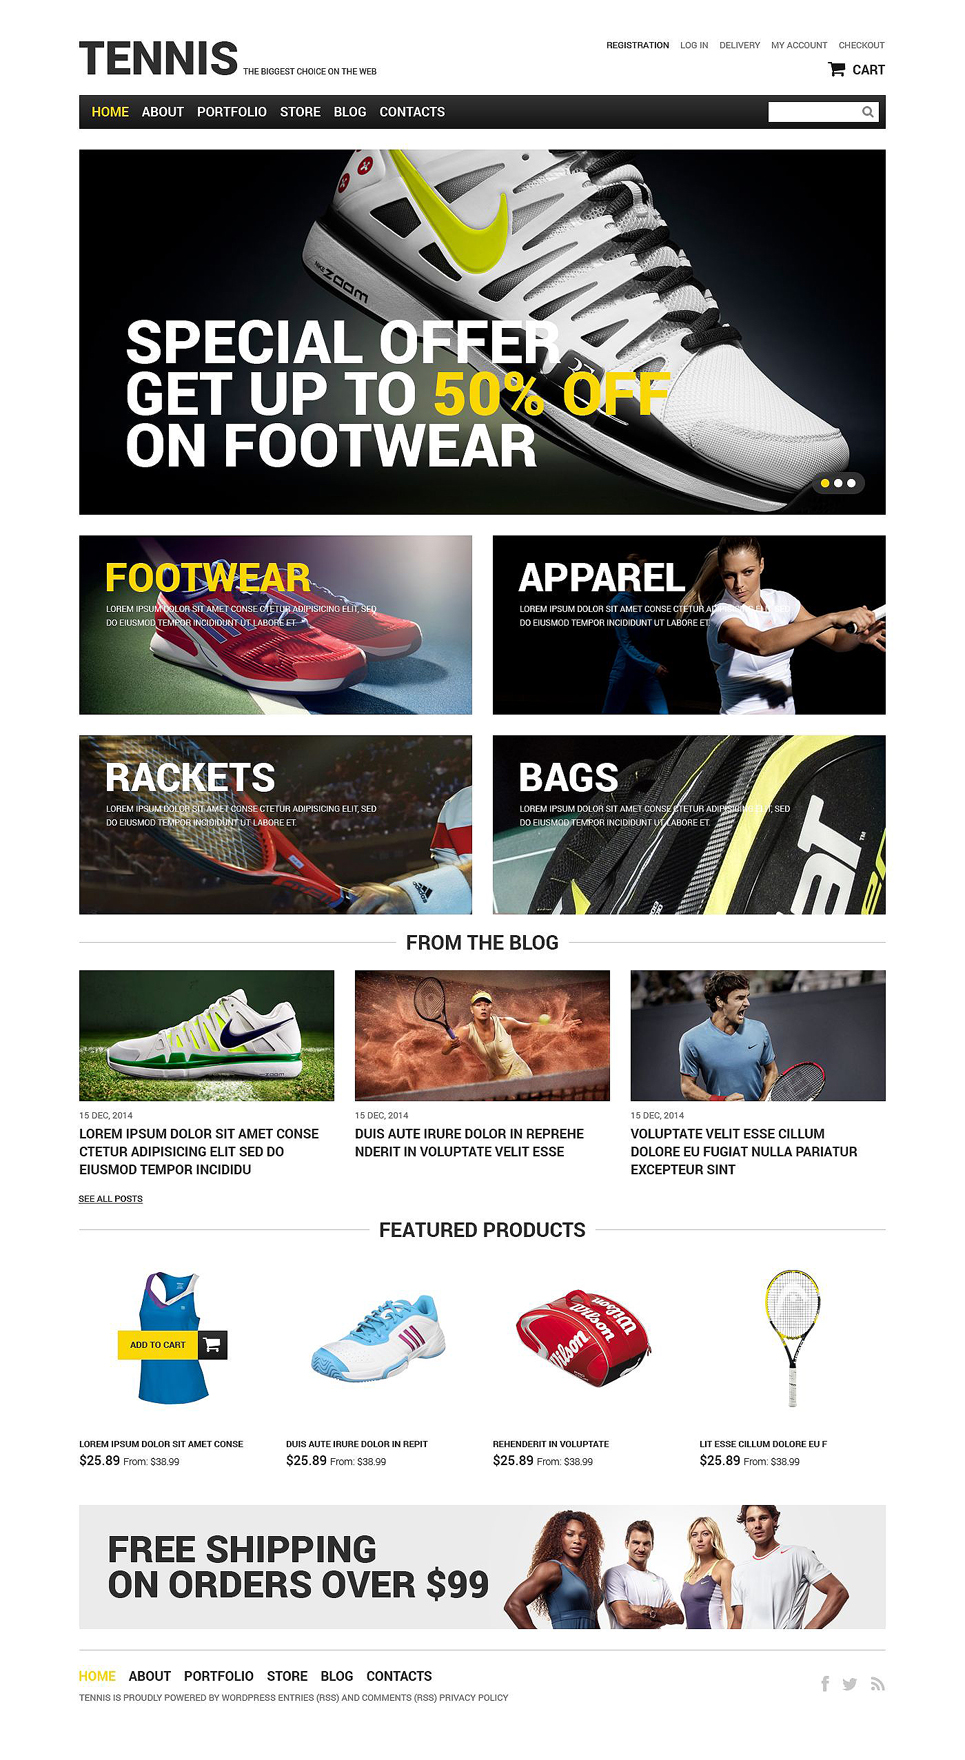 TENNIS THE BIGGEST CHOICE ON THE WEB
REGISTRATION LOG IN DELIVERY MY ACCOUNT CHECKOUT
CART
HOME ABOUT PORTFOLIO STORE BLOG CONTACTS
NIKE ZOOM
SPECIAL OFFER
GET UP TO 50% OFF
ON FOOTWEAR
FOOTWEAR
LOREM IPSUM DOLOR SIT AMET CONSE CTETUR ADIPISICING ELIT, SED
DO EIUSMOD TEMPOR INCIDIDUNT UT LABORE ET.
APPAREL
LOREM IPSUM DOLOR SIT AMET CONSE CTETUR ADIPISICING ELIT, SED
DO EIUSMOD TEMPOR INCIDIDUNT UT LABORE ET.
RACKETS
LOREM IPSUM DOLOR SIT AMET CONSE CTETUR ADIPISICING ELIT, SED
DO EIUSMOD TEMPOR INCIDIDUNT UT LABORE ET.
adidas
BAGS
LOREM IPSUM DOLOR SIT AMET CONSE CTETUR ADIPISICING ELIT, SED
DO EIUSMOD TEMPOR INCIDIDUNT UT LABORE ET.
FROM THE BLOG
zoom
15 DEC, 2014
LOREM IPSUM DOLOR SIT AMET CONSE
CTETUR ADIPISICING ELIT SED DO
EIUSMOD TEMPOR INCIDIDU
15 DEC, 2014
DUIS AUTE IRURE DOLOR IN REPREHE
NDERIT IN VOLUPTATE VELIT ESSE
15 DEC, 2014
VOLUPTATE VELIT ESSE CILLUM
DOLORE EU FUGIAT NULLA PARIATUR
EXCEPTEUR SINT
SEE ALL POSTS
FEATURED PRODUCTS
ADD TO CART
Wilson
Wilson
Wilson
LOREM IPSUM DOLOR SIT AMET CONSE
$25.89 From: $38.99
DUIS AUTE IRURE DOLOR IN REPIT
$25.89 From: $38.99
REHENDERIT IN VOLUPTATE
$25.89 From: $38.99
LIT ESSE CILLUM DOLORE EU F
$25.89 From: $38.99
FREE SHIPPING
ON ORDERS OVER $99
HOME ABOUT PORTFOLIO STORE BLOG CONTACTS
TENNIS IS PROUDLY POWERED BY WORDPRESS ENTRIES (RSS) AND COMMENTS (RSS) PRIVACY POLICY